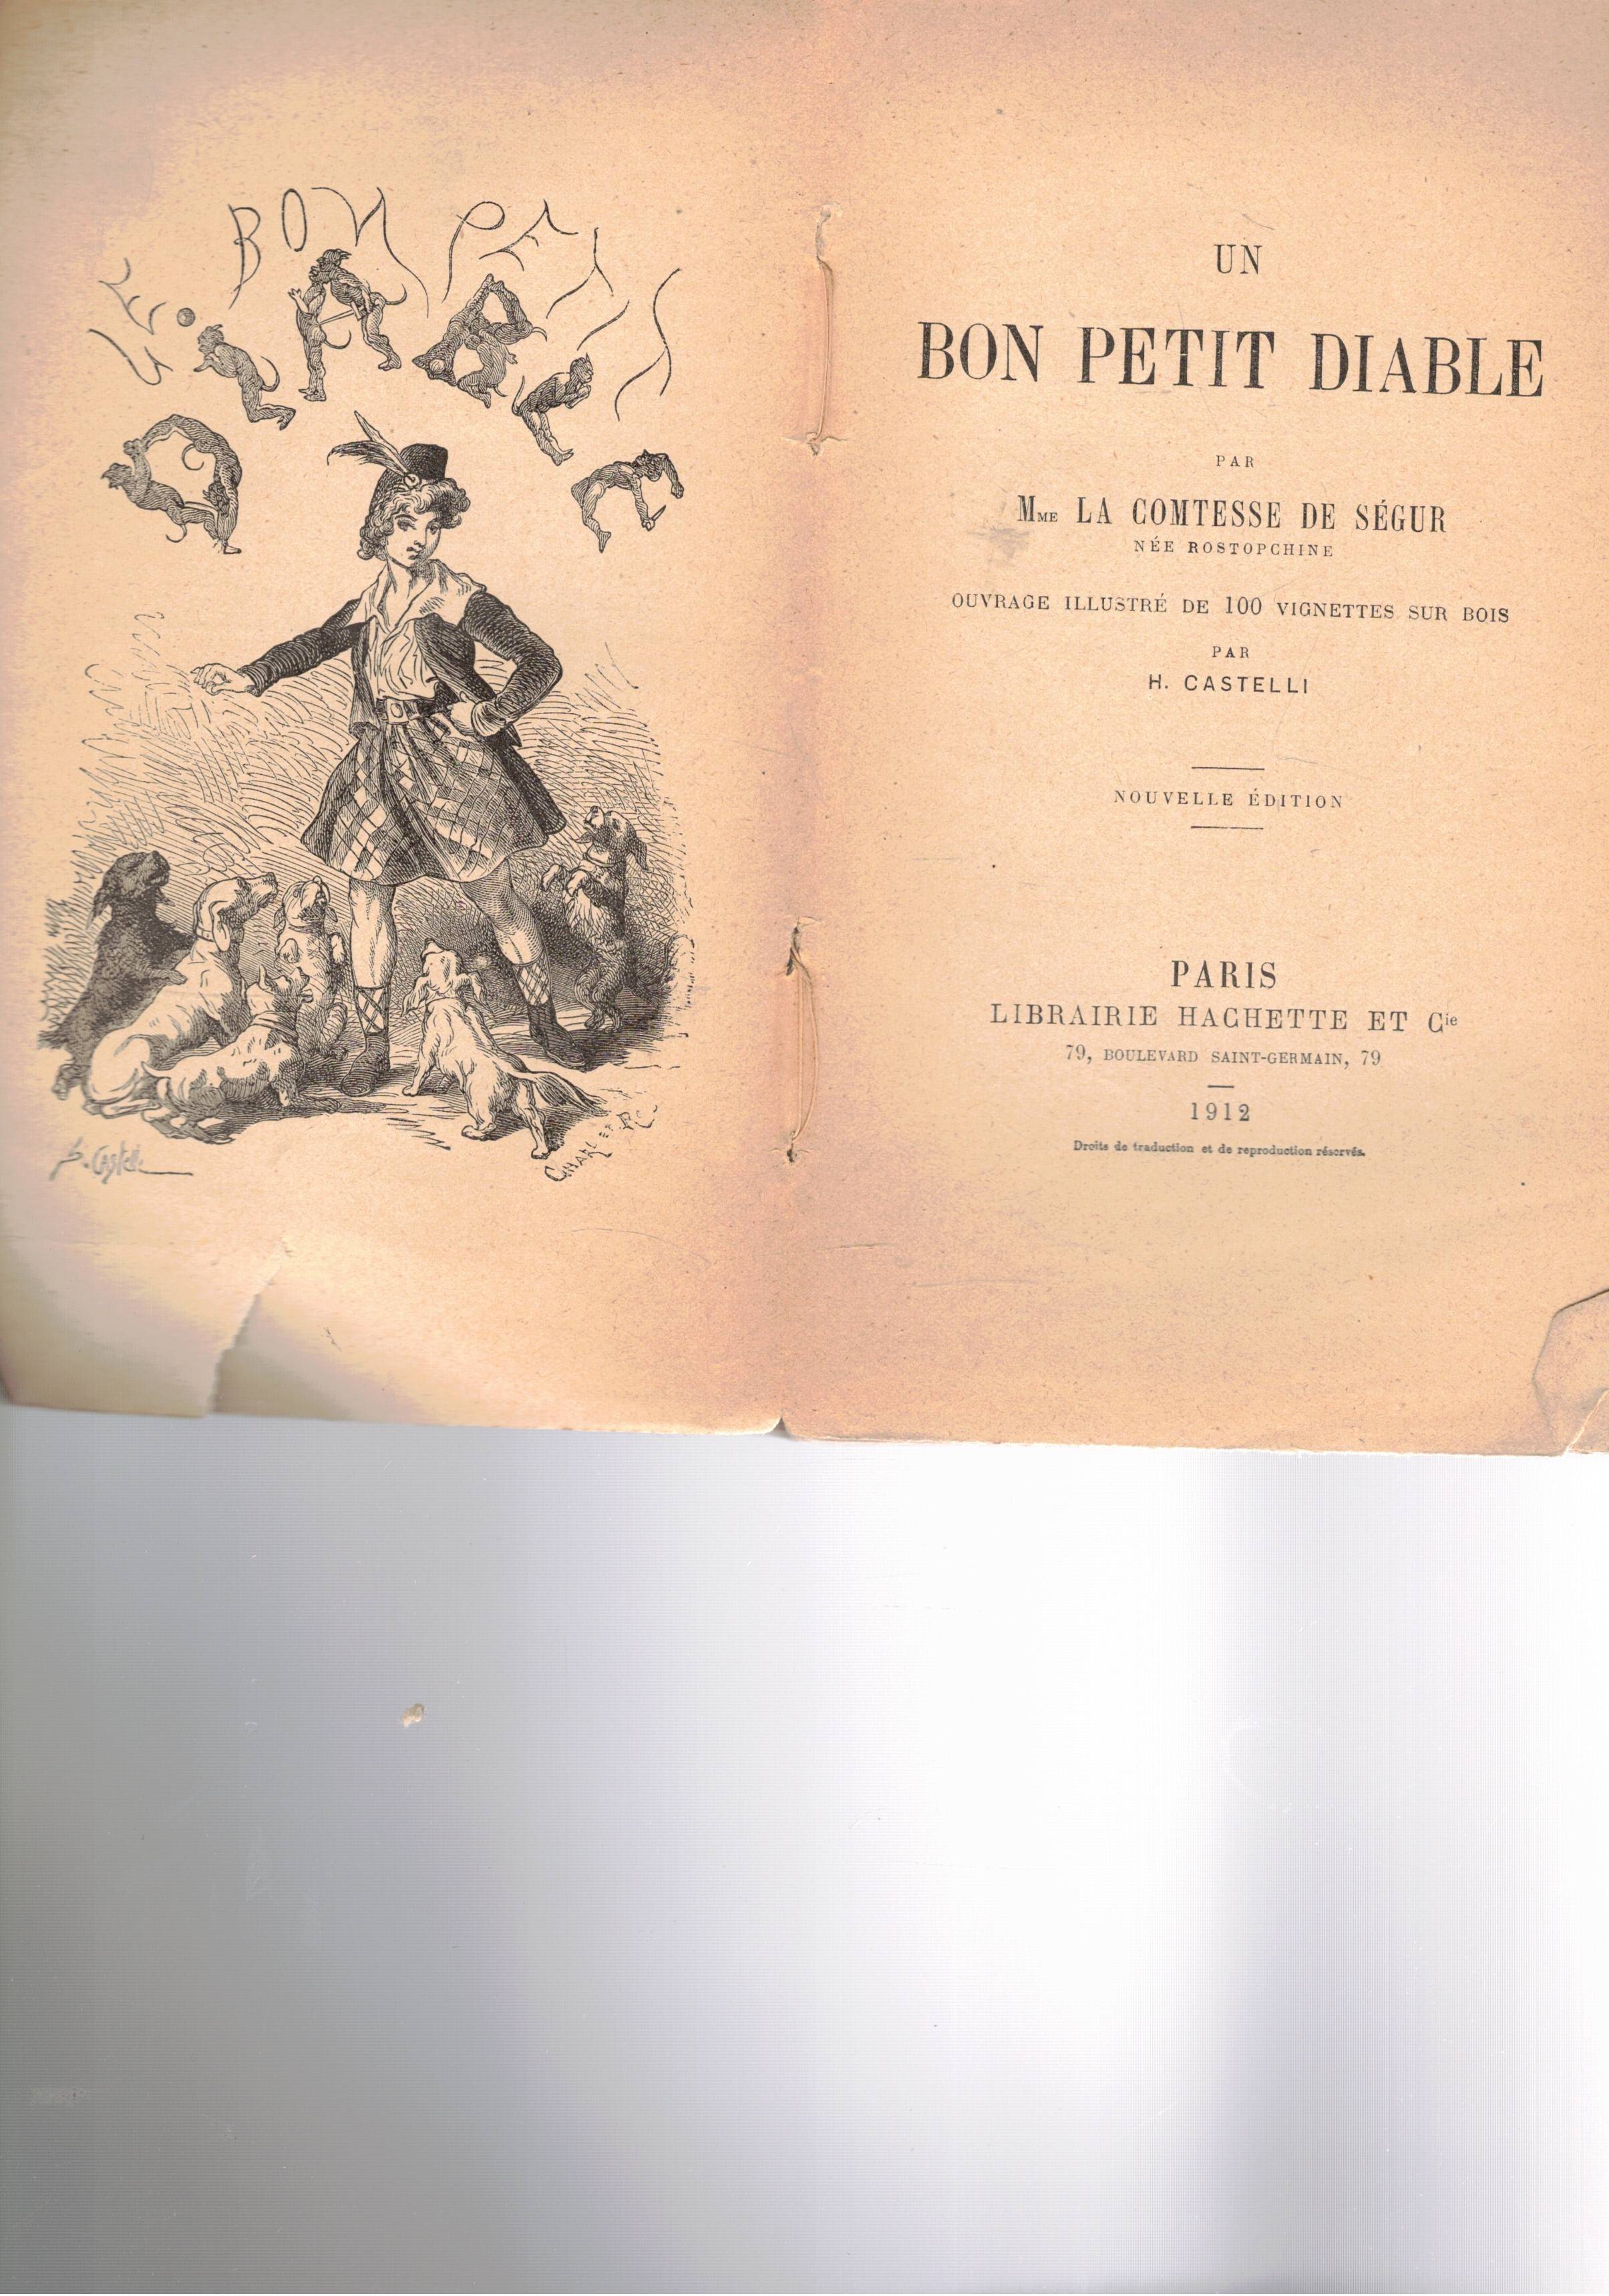 LE BON PETIT
DIABLE
H. Castelli
UN
BON PETIT DIABLE
PAR
MME LA COMTESSE DE SÉGUR
NÉE ROSTOPCHINE
OUVRAGE ILLUSTRÉ DE 100 VIGNETTES SUR BOIS
PAR
H. CASTELLI
NOUVELLE ÉDITION
PARIS
LIBRAIRIE HACHETTE ET Cie
79, BOULEVARD SAINT-GERMAIN, 79
1912
Droits de traduction et de reproduction réservés.